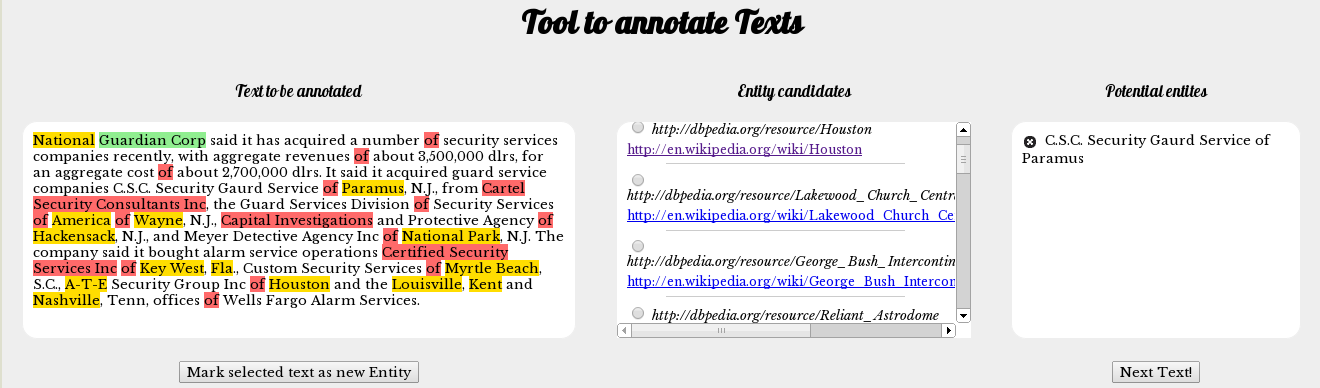 Tool to annotate Texts
Text to be annotated
National Guardian Corp said it has acquired a number of security services
companies recently, with aggregate revenues of about 3,500,000 dlrs, for
an aggregate cost of about 2,700,000 dlrs. It said it acquired guard service
companies C.S.C. Security Gaurd Service of Paramus, N.J., from Cartel
Security Consultants Inc, the Guard Services Division of Security Services
of America of Wayne, N.J., Capital Investigations and Protective Agency of
Hackensack, N.J., and Meyer Detective Agency Inc of National Park, N.J. The
company said it bought alarm service operations Certified Security
Services Inc of Key West, Fla., Custom Security Services of Myrtle Beach,
S.C., A-T-E Security Group Inc of Houston and the Louisville, Kent and
Nashville, Tenn, offices of Wells Fargo Alarm Services.
Mark selected text as new Entity
Entity candidates
http://dbpedia.org/resource/Houston
http://en.wikipedia.org/wiki/Houston
http://dbpedia.org/resource/Lakewood_Church_Centr
http://en.wikipedia.org/wiki/Lakewood_Church_Ce
http://dbpedia.org/resource/George_Bush_Intercontin
http://en.wikipedia.org/wiki/George_Bush_Intercon
http://dbpedia.org/resource/Reliant_Astrodome
Potential entites
C.S.C. Security Gaurd Service of
Paramus
Next Text!